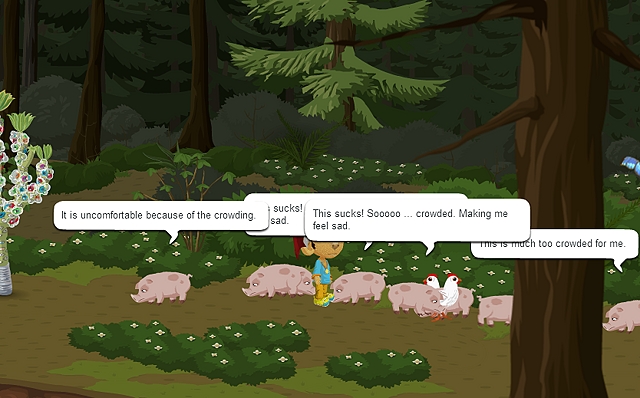 It is uncomfortable because of the crowding.
sucks!
sad.
This sucks! Sooooo ... crowded. Making me
feel sad.
This is much too crowded for me.